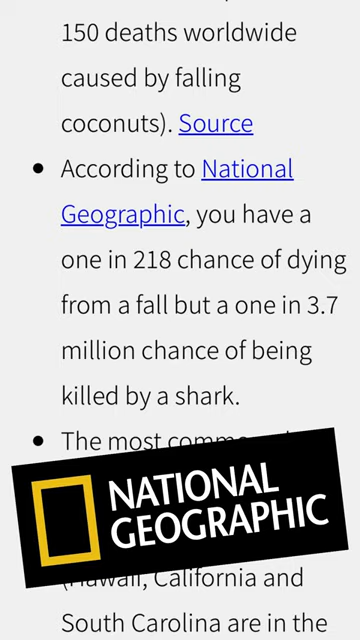 150 deaths worldwide
caused by falling
coconuts). Source
According to National
Geographic, you have a
one in 218 chance of dying
from a fall but a one in 3.7
million chance of being
killed by a shark.
The most
NATIONAL
GEOGRAPHIC
California and
South Carolina are in the